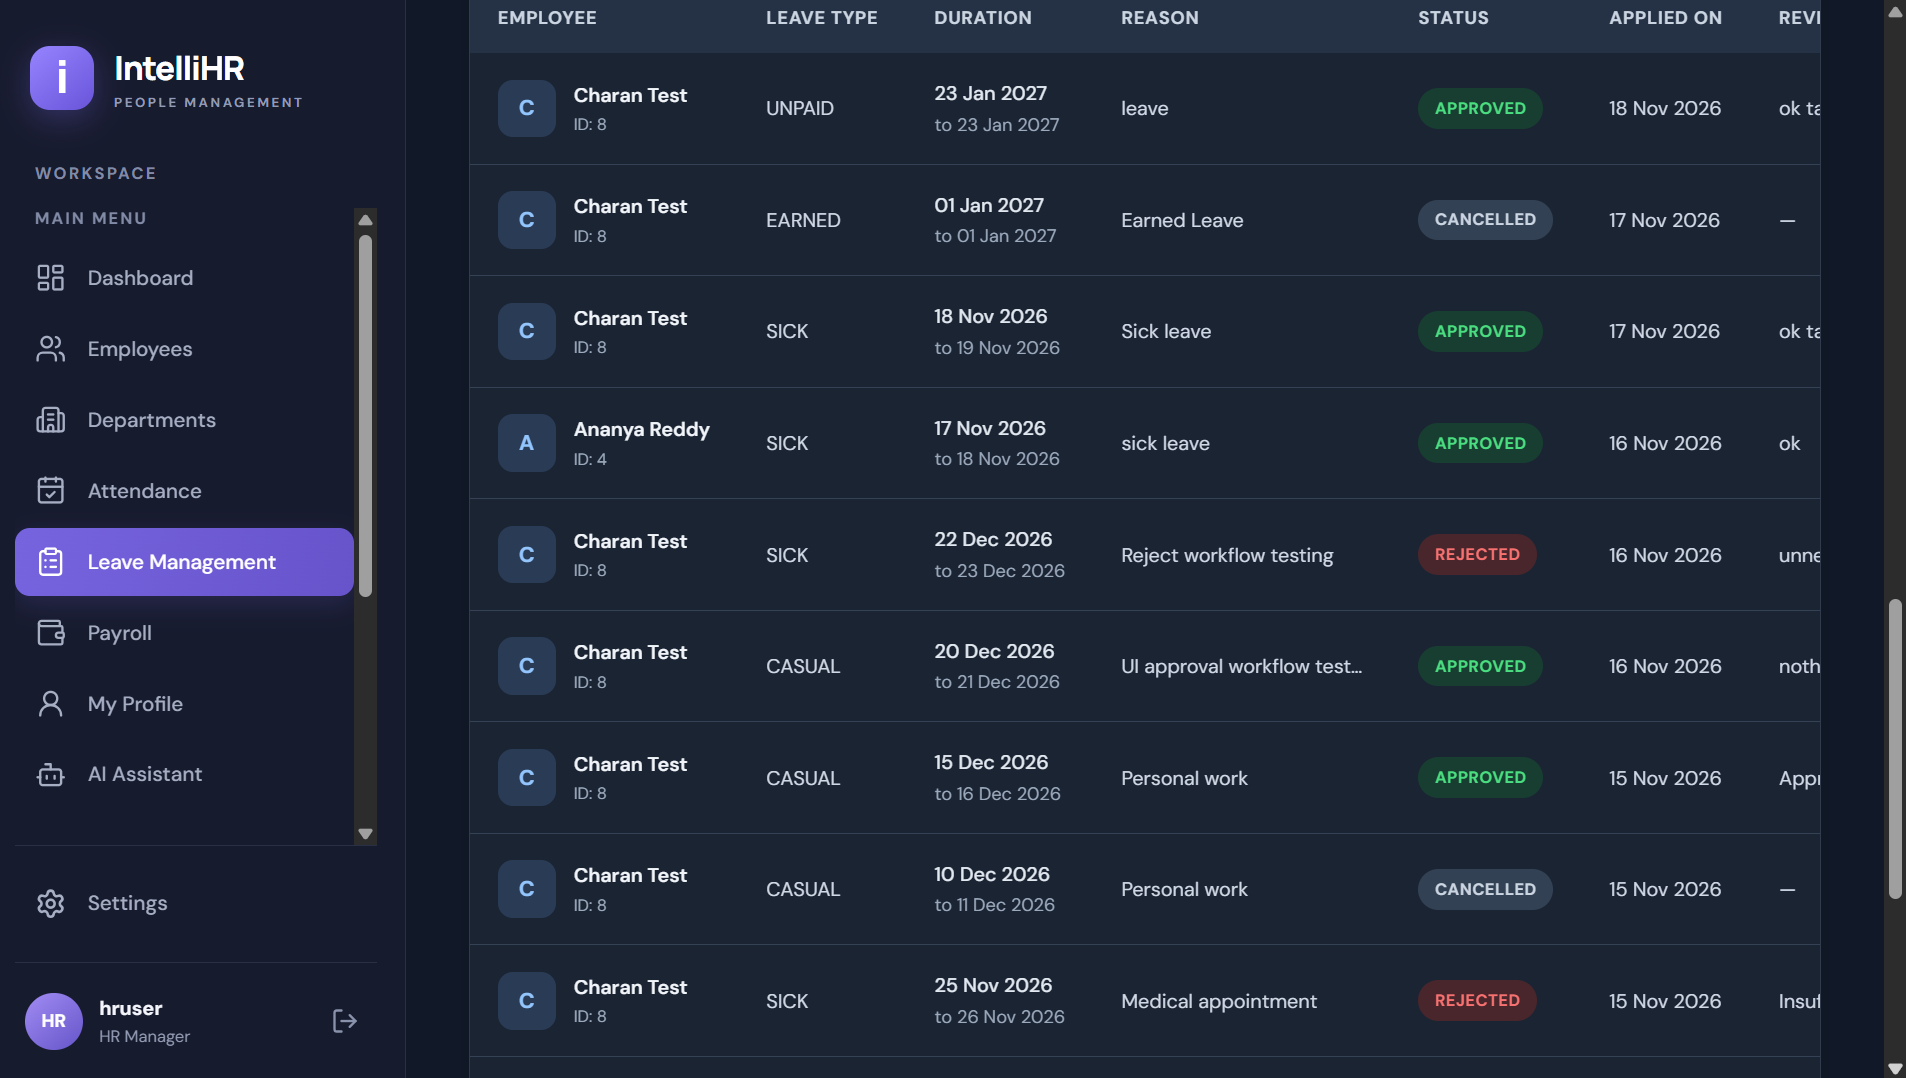 i
IntelliHR
PEOPLE MANAGEMENT
WORKSPACE
MAIN MENU
Dashboard
Employees
Departments
Attendance
Leave Management
Payroll
My Profile
AI Assistant
Settings
HR
hruser
HR Manager
EMPLOYEE LEAVE TYPE DURATION REASON STATUS APPLIED ON REVI
C Charan Test ID: 8 UNPAID 23 Jan 2027 to 23 Jan 2027 leave APPROVED 18 Nov 2026 ok ta
C Charan Test ID: 8 EARNED 01 Jan 2027 to 01 Jan 2027 Earned Leave CANCELLED 17 Nov 2026 —
C Charan Test ID: 8 SICK 18 Nov 2026 to 19 Nov 2026 Sick leave APPROVED 17 Nov 2026 ok ta
A Ananya Reddy ID: 4 SICK 17 Nov 2026 to 18 Nov 2026 sick leave APPROVED 16 Nov 2026 ok
C Charan Test ID: 8 SICK 22 Dec 2026 to 23 Dec 2026 Reject workflow testing REJECTED 16 Nov 2026 unne
C Charan Test ID: 8 CASUAL 20 Dec 2026 to 21 Dec 2026 UI approval workflow test... APPROVED 16 Nov 2026 noth
C Charan Test ID: 8 CASUAL 15 Dec 2026 to 16 Dec 2026 Personal work APPROVED 15 Nov 2026 Appr
C Charan Test ID: 8 CASUAL 10 Dec 2026 to 11 Dec 2026 Personal work CANCELLED 15 Nov 2026 —
C Charan Test ID: 8 SICK 25 Nov 2026 to 26 Nov 2026 Medical appointment REJECTED 15 Nov 2026 Insuf